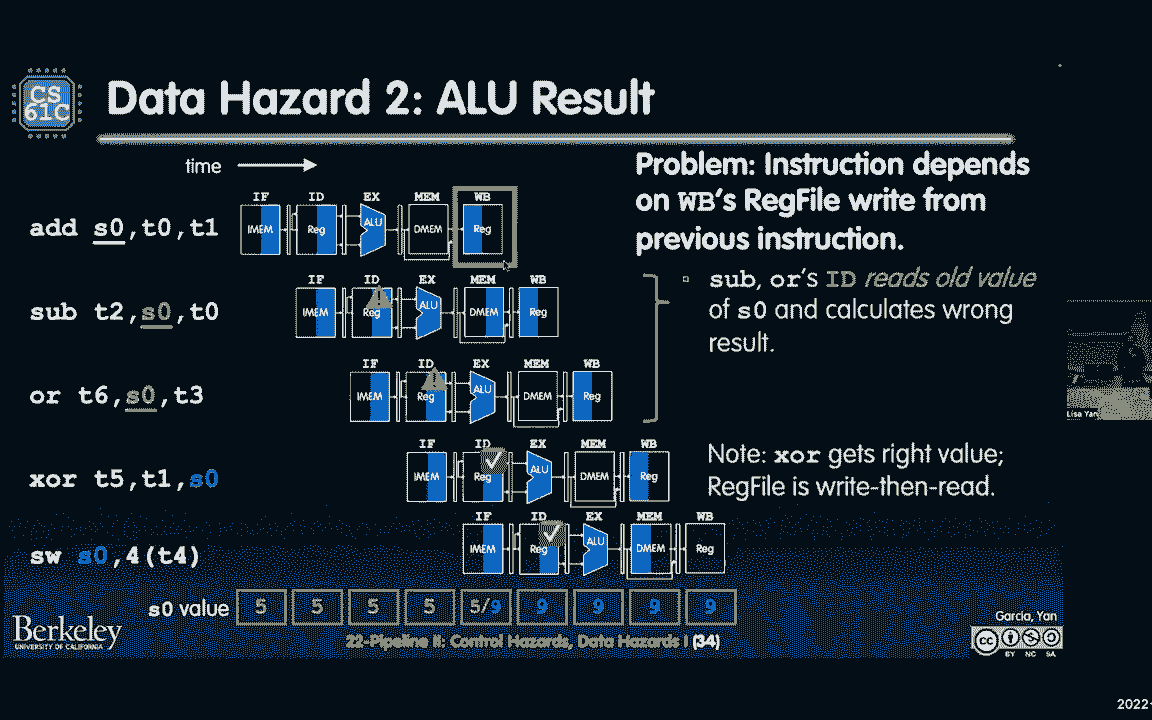 CS
61C
Data Hazard 2: ALU Result
time
Problem: Instruction depends
on WB's RegFile write from
previous instruction.
IF ID EX MEM WB
add s0,t0,t1
IMEM Reg ALU DMEM Reg
IF ID EX MEM WB
sub t2,s0,t0
IMEM Reg ALU DMEM Reg
sub, or's ID reads old value
of s0 and calculates wrong
result.
IF ID EX MEM WB
or t6,s0,t3
IMEM Reg ALU DMEM Reg
Lisa Yan
IF ID EX MEM WB
xor t5,t1,s0
IMEM Reg ALU DMEM Reg
Note: xor gets right value;
RegFile is write-then-read.
IF ID EX MEM WB
sw s0,4(t4)
IMEM Reg ALU DMEM Reg
s0 value 5 5 5 5 5/9 9 9 9 9
Berkeley
UNIVERSITY OF CALIFORNIA
22-Pipeline II: Control Hazards, Data Hazards I (34)
Garcia, Yan
cc
BY NC SA
2022-